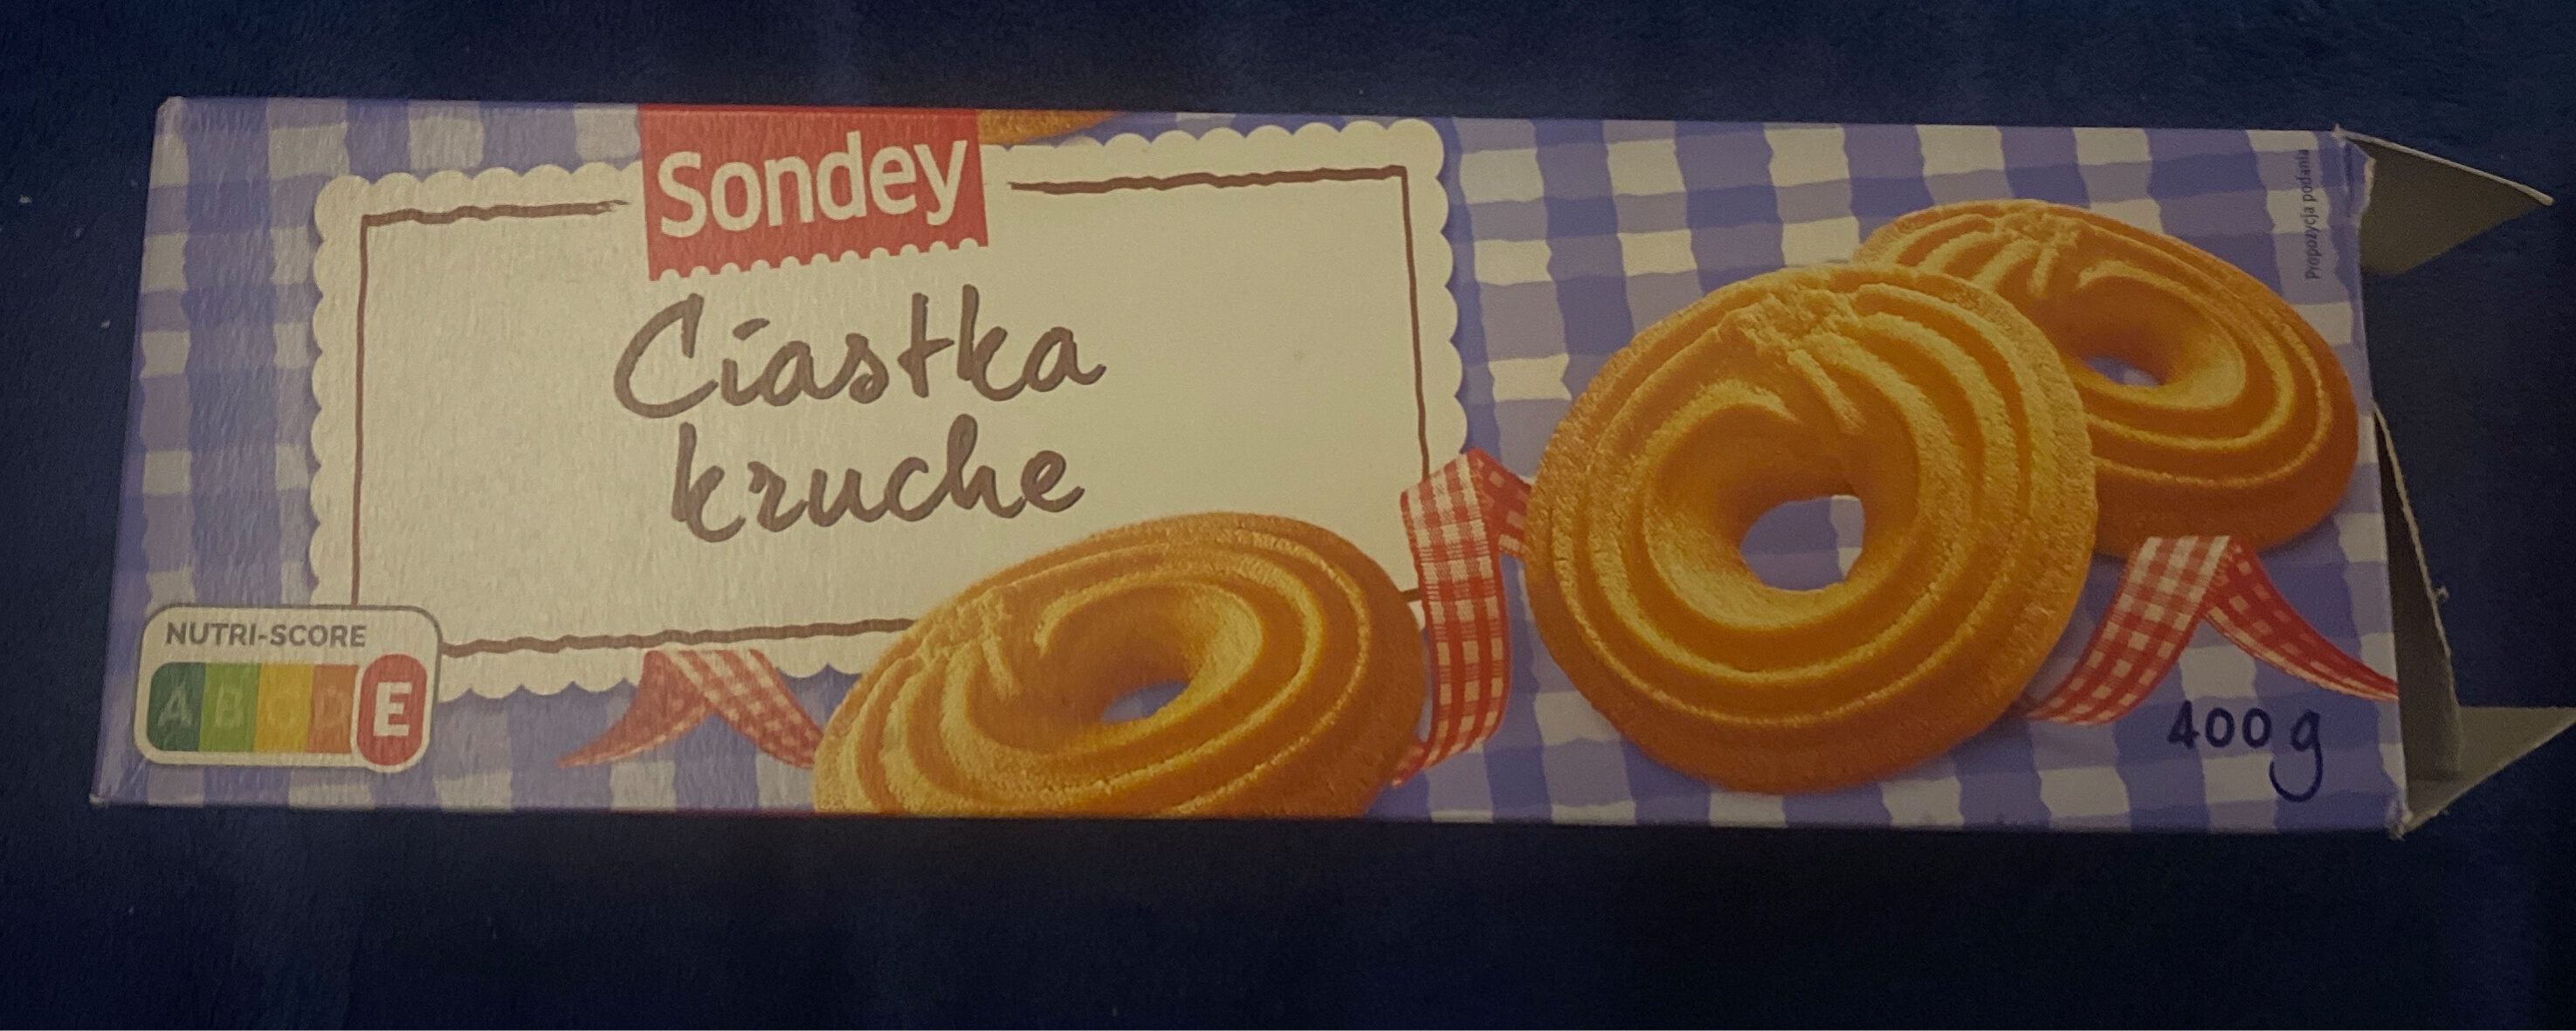 Sondey
Ciastka
kruche
Propozycja podania
NUTRI-SCORE
A B C D E
400 g